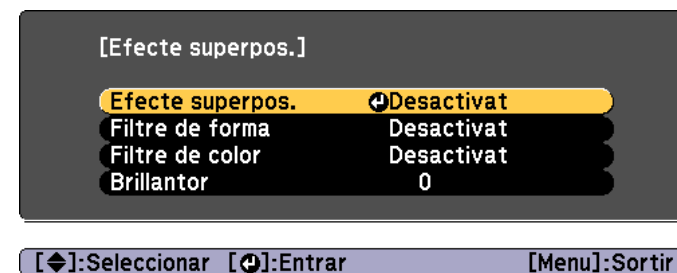 [Efecte superpos.]
Efecte superpos. Desactivat
Filtre de forma Desactivat
Filtre de color Desactivat
Brillantor 0
[◆]:Seleccionar [↵]:Entrar [Menu]:Sortir